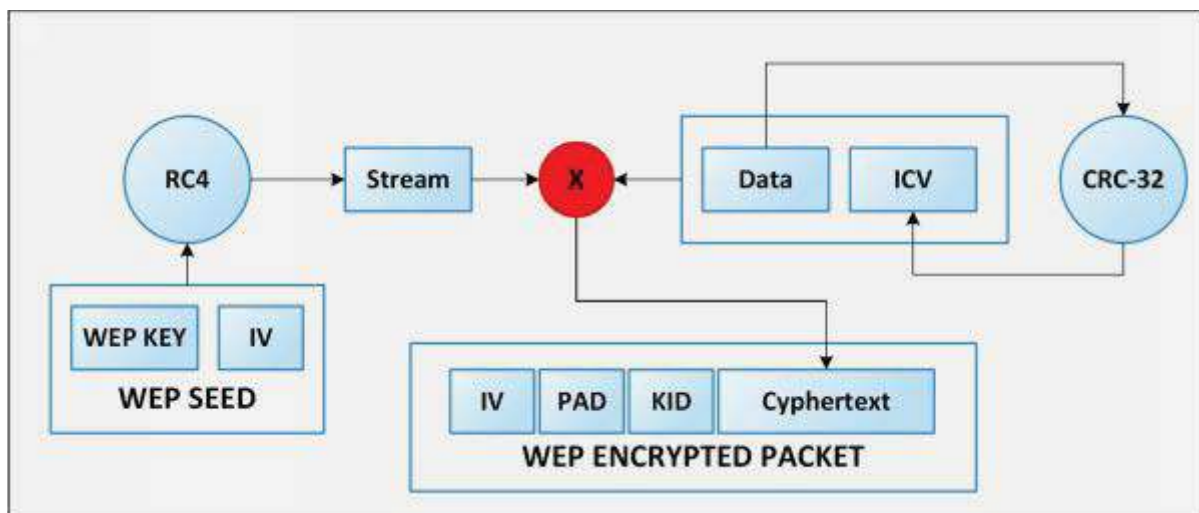 RC4
Stream
X
Data
ICV
CRC-32
WEP KEY
IV
WEP SEED
IV
PAD
KID
Cyphertext
WEP ENCRYPTED PACKET